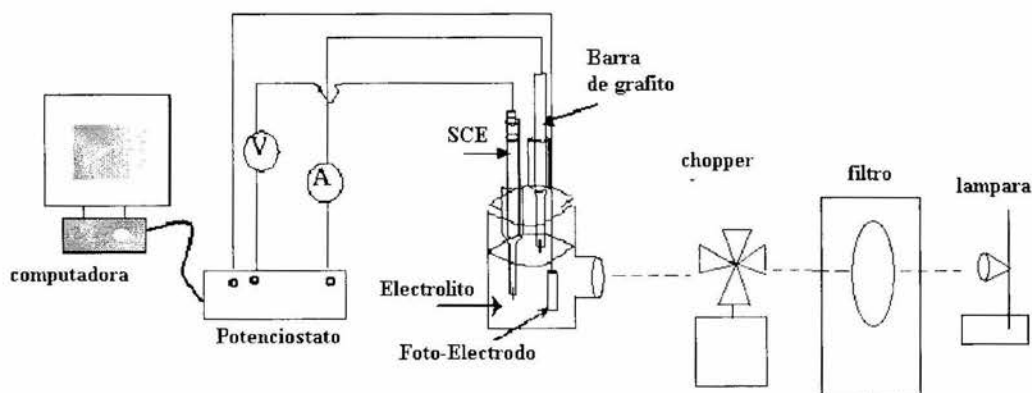 Barra
de grafito
SCE
chopper
filtro
lampara
V
A
computadora
Electrolito
Potenciostato
Foto-Electrodo